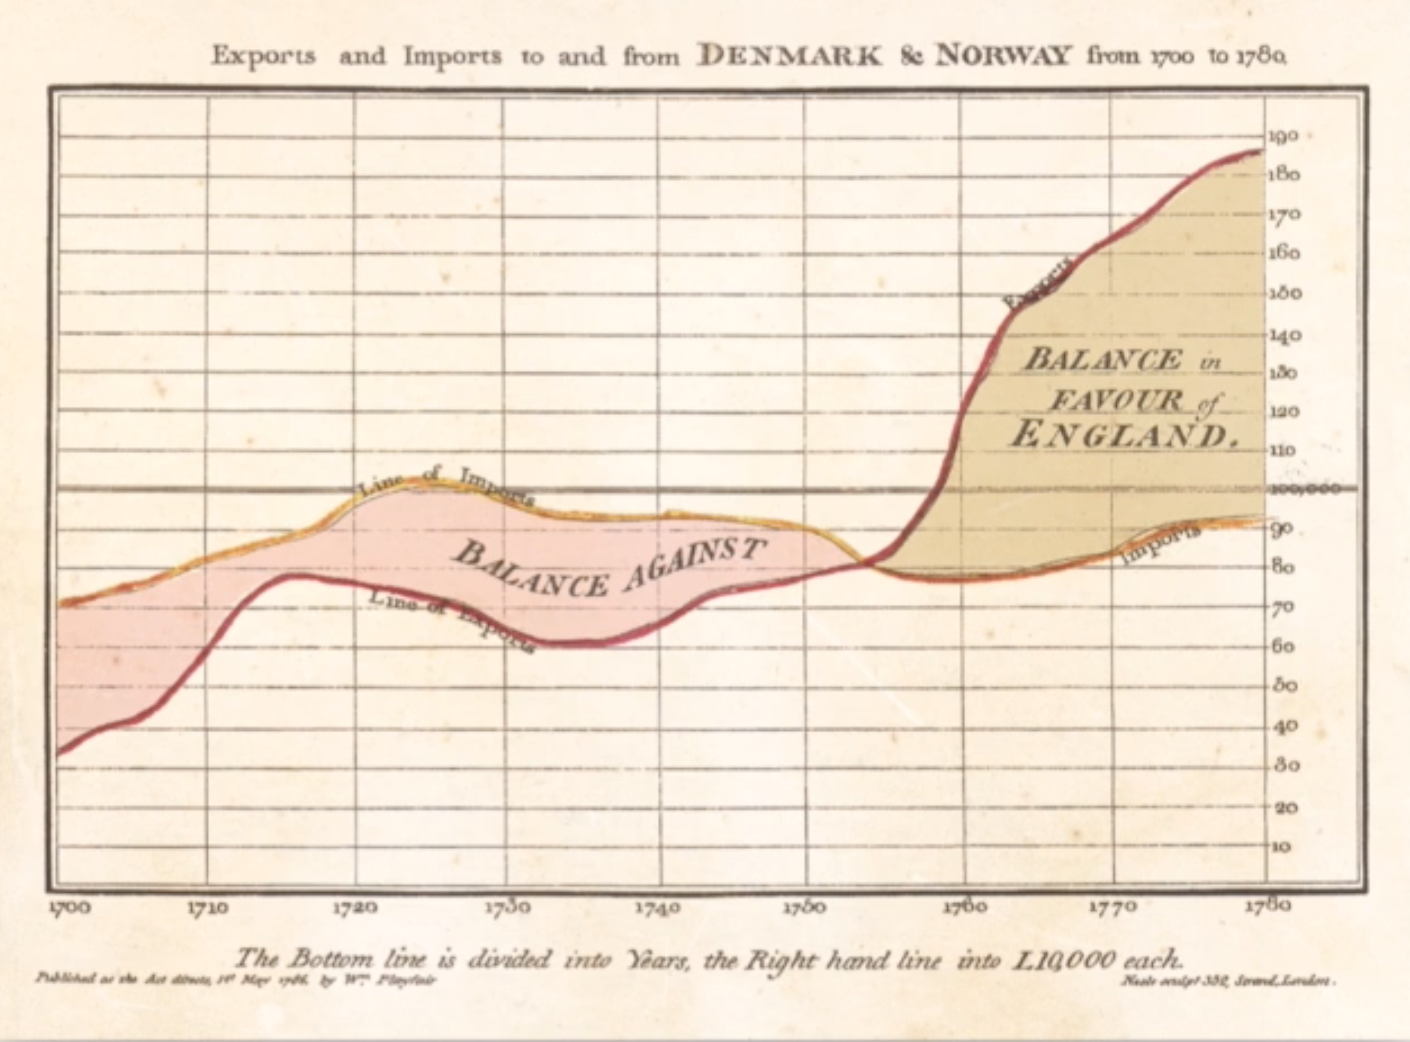 Exports and Imports to and from DENMARK & NORWAY from 1700 to 1780
190
180
170
160
150
140
130
120
110
100,000
90
80
70
60
50
40
30
20
10
Exports
BALANCE in
FAVOUR of
ENGLAND.
Line of Imports
BALANCE AGAINST
Line of Exports
Imports
1700 1710 1720 1730 1740 1750 1760 1770 1780
The Bottom line is divided into Years, the Right hand line into L10,000 each.
Published as the Act directs, 1st May 1786, by Wm Playfair
Neele sculpt 352, Strand, London.